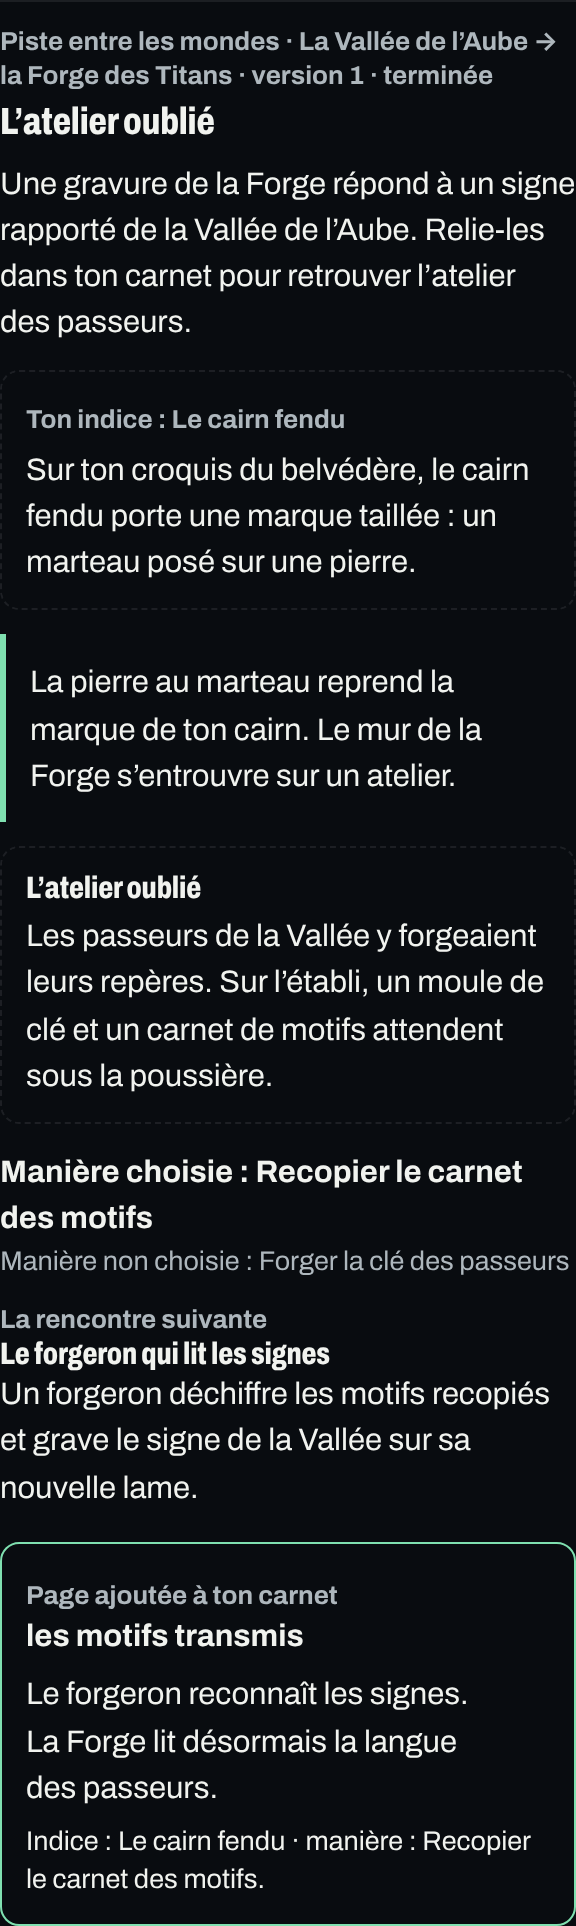 Piste entre les mondes · La Vallée de l’Aube →
la Forge des Titans · version 1 · terminée
L’atelier oublié
Une gravure de la Forge répond à un signe
rapporté de la Vallée de l’Aube. Relie-les
dans ton carnet pour retrouver l’atelier
des passeurs.
Ton indice : Le cairn fendu
Sur ton croquis du belvédère, le cairn
fendu porte une marque taillée : un
marteau posé sur une pierre.
La pierre au marteau reprend la
marque de ton cairn. Le mur de la
Forge s’entrouvre sur un atelier.
L’atelier oublié
Les passeurs de la Vallée y forgeaient
leurs repères. Sur l’établi, un moule de
clé et un carnet de motifs attendent
sous la poussière.
Manière choisie : Recopier le carnet
des motifs
Manière non choisie : Forger la clé des passeurs
La rencontre suivante
Le forgeron qui lit les signes
Un forgeron déchiffre les motifs recopiés
et grave le signe de la Vallée sur sa
nouvelle lame.
Page ajoutée à ton carnet
les motifs transmis
Le forgeron reconnaît les signes.
La Forge lit désormais la langue
des passeurs.
Indice : Le cairn fendu · manière : Recopier
le carnet des motifs.